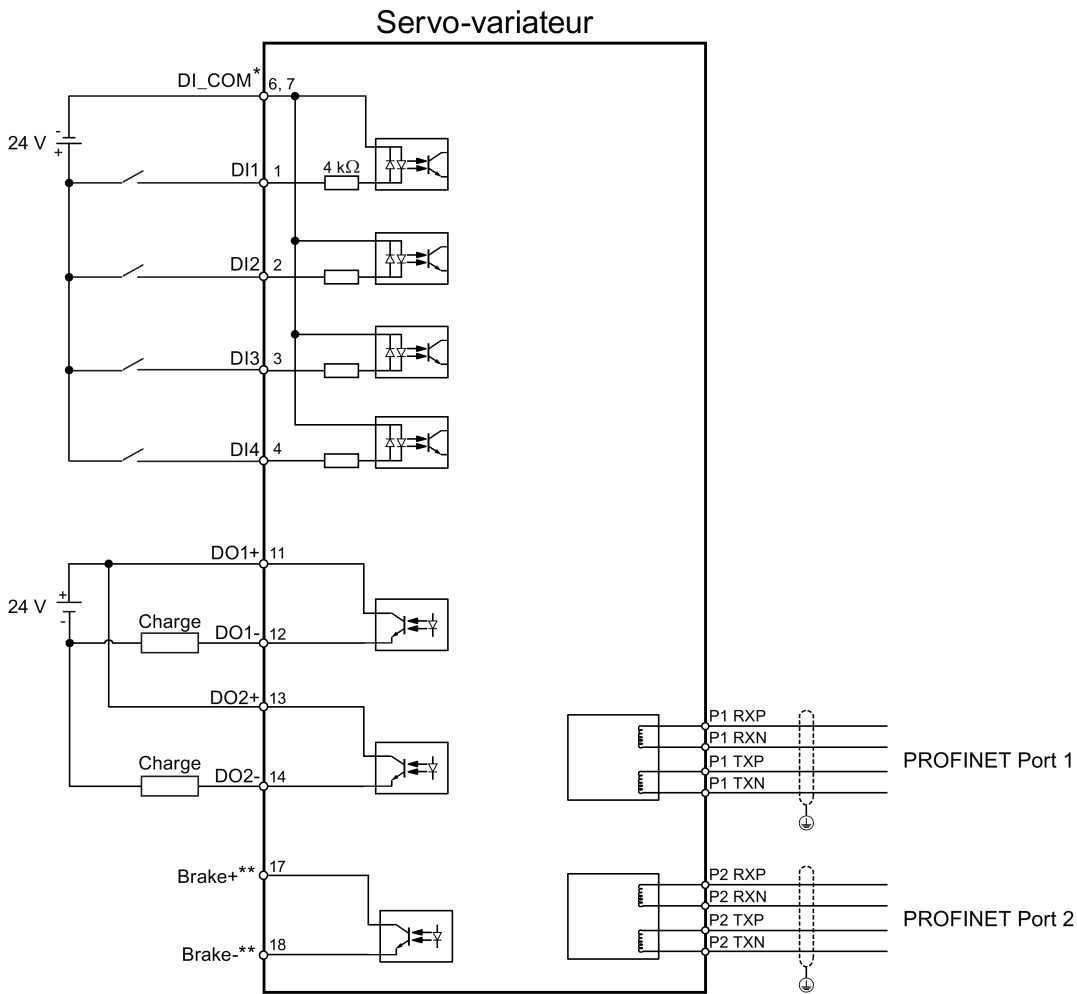 Servo-variateur
DI_COM* 6, 7
24 V
-
+
DI1 1
4 kΩ
DI2 2
DI3 3
DI4 4
DO1+ 11
24 V
+
-
Charge
DO1- 12
DO2+ 13
Charge
DO2- 14
Brake+** 17
Brake-** 18
P1 RXP
P1 RXN
P1 TXP
P1 TXN
PROFINET Port 1
P2 RXP
P2 RXN
P2 TXP
P2 TXN
PROFINET Port 2